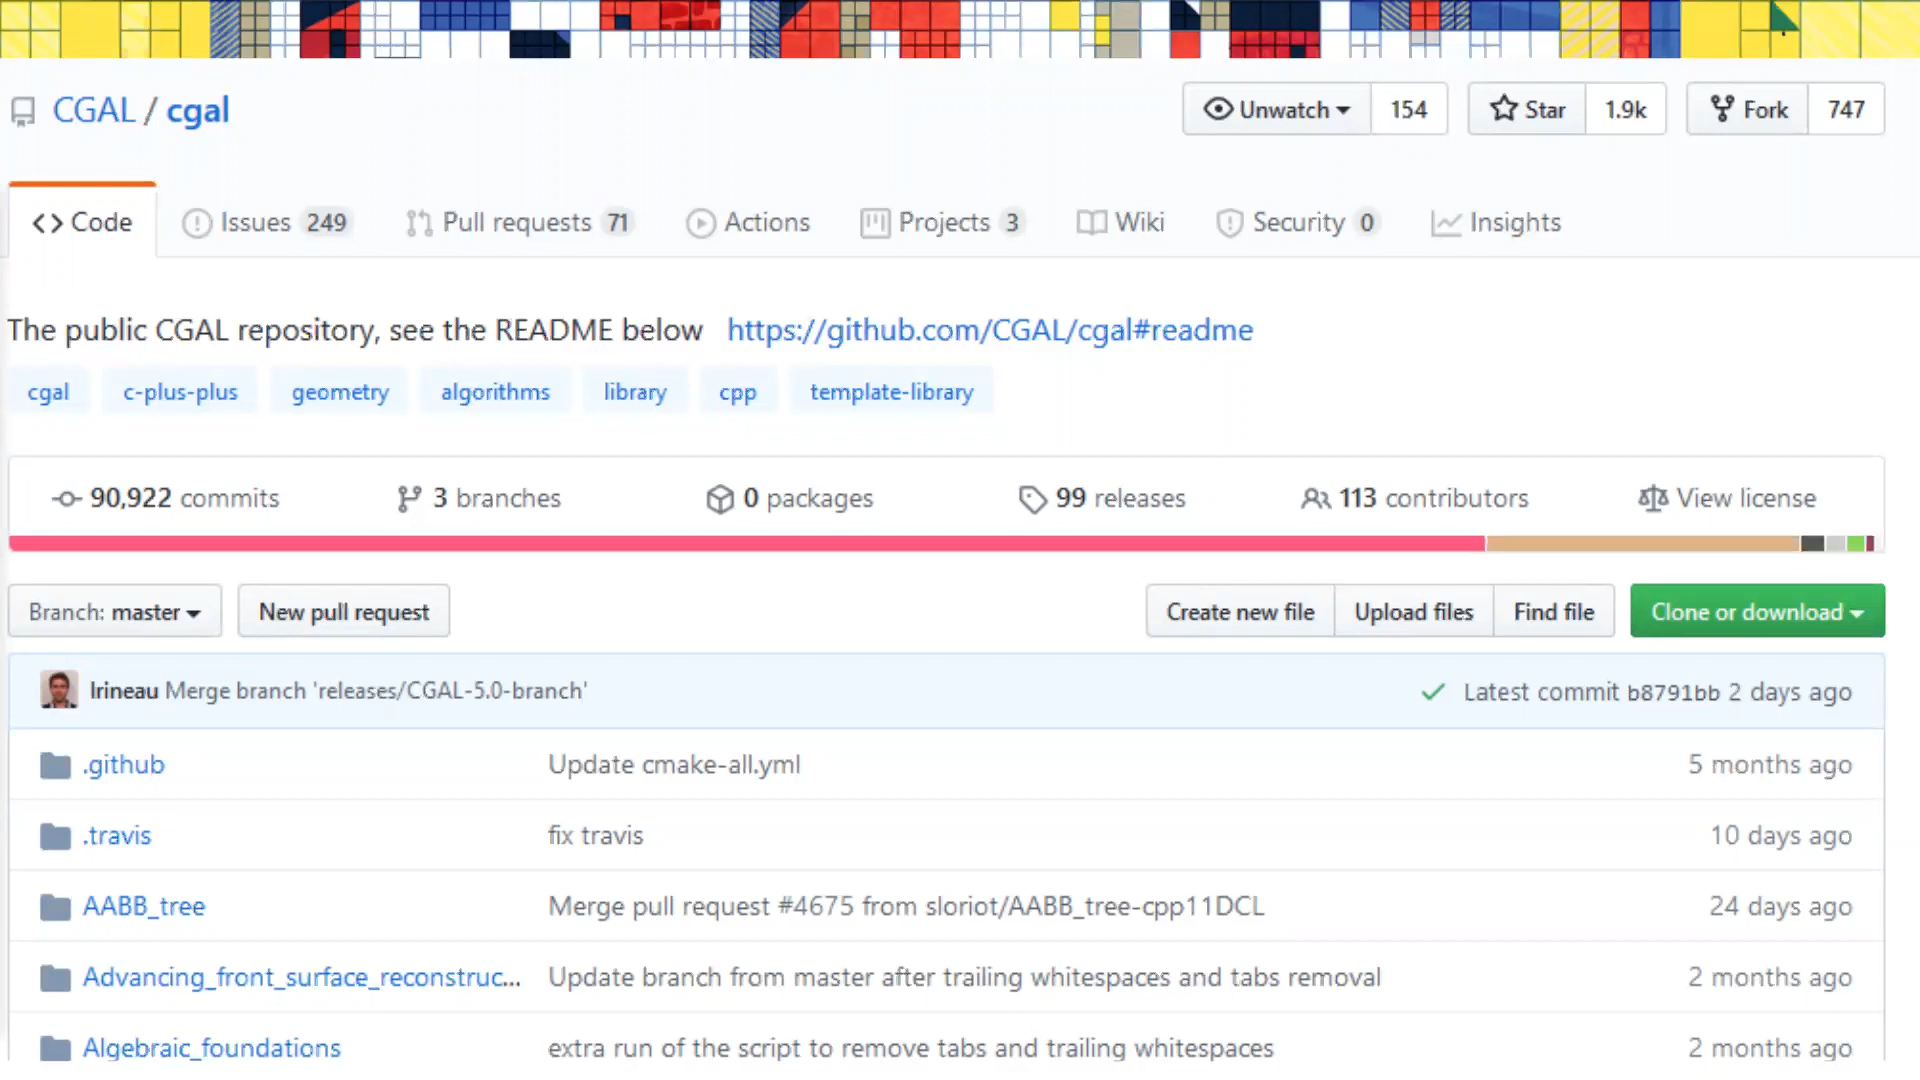 CGAL / cgal
Unwatch 154 Star 1.9k Fork 747
Code Issues 249 Pull requests 71 Actions Projects 3 Wiki Security 0 Insights
The public CGAL repository, see the README below https://github.com/CGAL/cgal#readme
cgal c-plus-plus geometry algorithms library cpp template-library
90,922 commits 3 branches 0 packages 99 releases 113 contributors View license
Branch: master New pull request Create new file Upload files Find file Clone or download
lrineau Merge branch 'releases/CGAL-5.0-branch' Latest commit b8791bb 2 days ago
.github Update cmake-all.yml 5 months ago
.travis fix travis 10 days ago
AABB_tree Merge pull request #4675 from sloriot/AABB_tree-cpp11DCL 24 days ago
Advancing_front_surface_reconstruc... Update branch from master after trailing whitespaces and tabs removal 2 months ago
Algebraic_foundations extra run of the script to remove tabs and trailing whitespaces 2 months ago